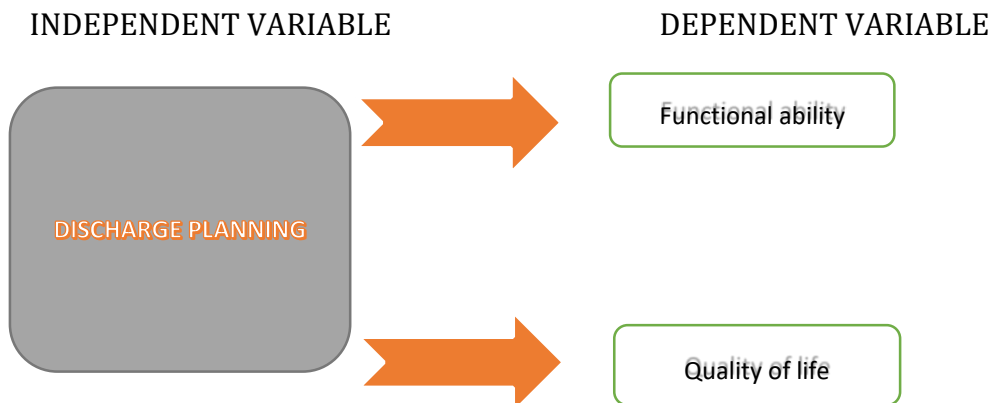 INDEPENDENT VARIABLE
DEPENDENT VARIABLE
Functional ability
DISCHARGE PLANNING
Quality of life